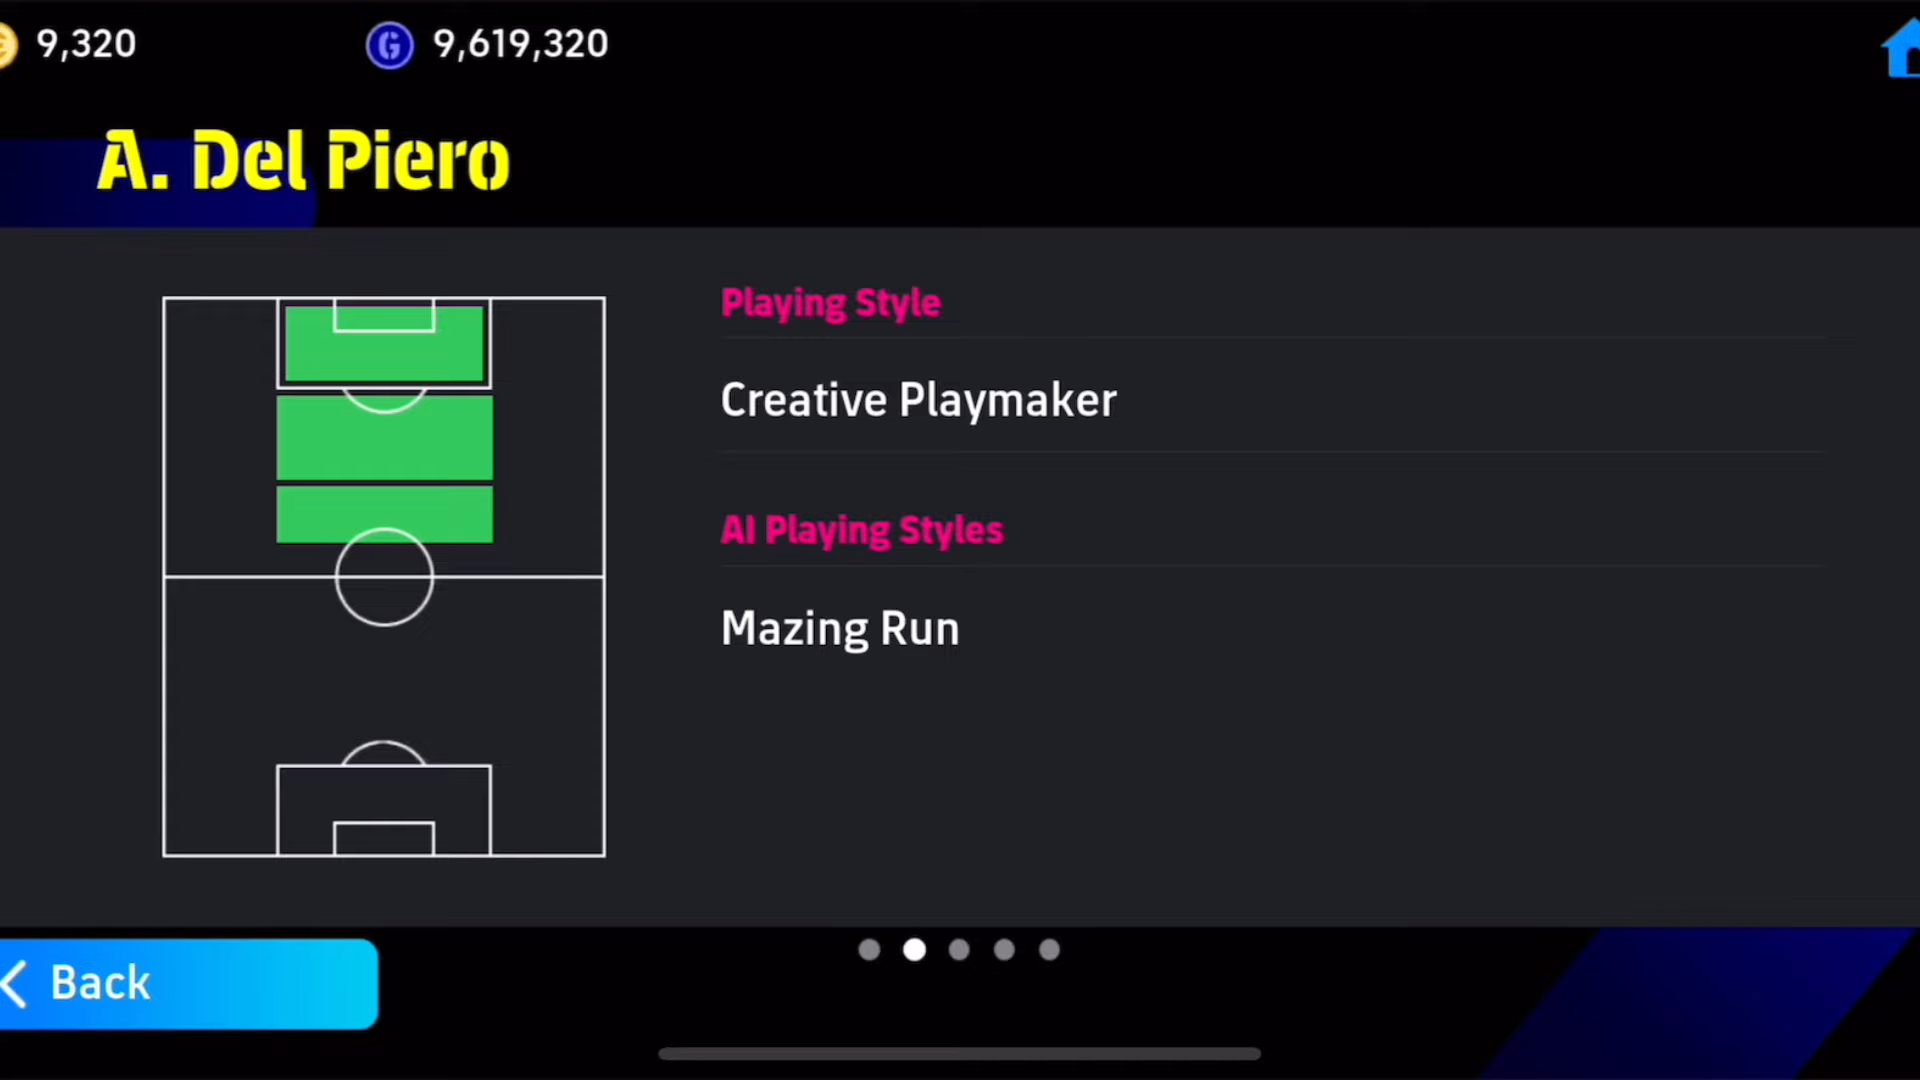 9,320
G 9,619,320
A. Del Piero
Playing Style
Creative Playmaker
AI Playing Styles
Mazing Run
Back